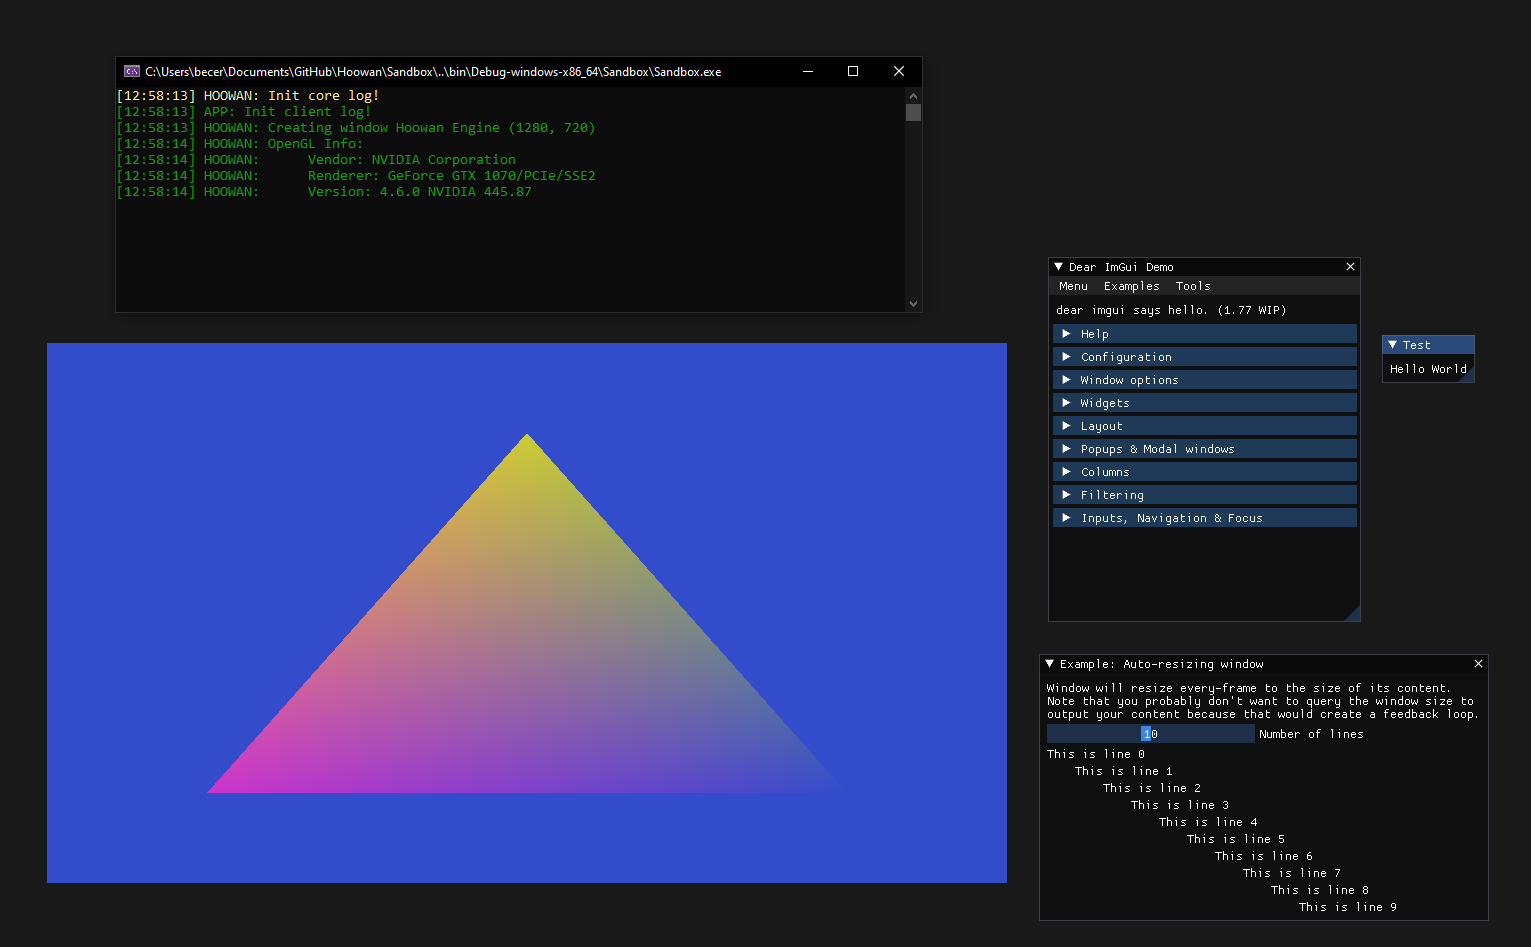 C:\Users\becer\Documents\GitHub\Hoowan\Sandbox\..\bin\Debug-windows-x86_64\Sandbox\Sandbox.exe
[12:58:13] HOOWAN: Init core log!
[12:58:13] APP: Init client log!
[12:58:13] HOOWAN: Creating window Hoowan Engine (1280, 720)
[12:58:14] HOOWAN: OpenGL Info:
[12:58:14] HOOWAN:      Vendor: NVIDIA Corporation
[12:58:14] HOOWAN:      Renderer: GeForce GTX 1070/PCIe/SSE2
[12:58:14] HOOWAN:      Version: 4.6.0 NVIDIA 445.87
Dear ImGui Demo
Menu Examples Tools
dear imgui says hello. (1.77 WIP)
Help
Configuration
Window options
Widgets
Layout
Popups & Modal windows
Columns
Filtering
Inputs, Navigation & Focus
Test
Hello World
Example: Auto-resizing window
Window will resize every-frame to the size of its content.
Note that you probably don't want to query the window size to
output your content because that would create a feedback loop.
10 Number of lines
This is line 0
This is line 1
This is line 2
This is line 3
This is line 4
This is line 5
This is line 6
This is line 7
This is line 8
This is line 9